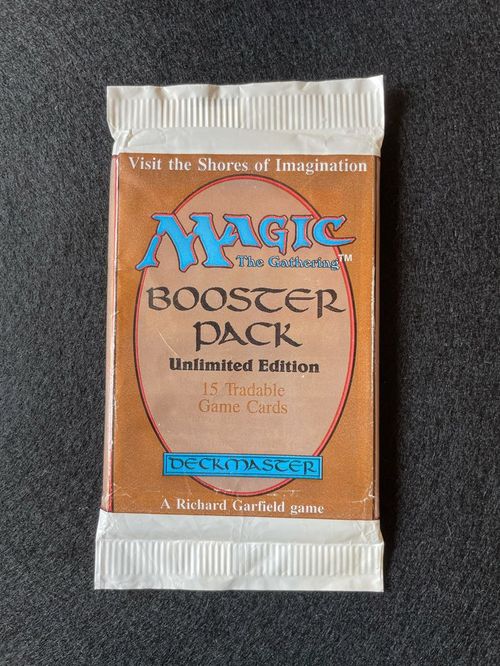 Visit the Shores of Imagination
MAGIC
The Gathering™
BOOSTER
PACK
Unlimited Edition
15 Tradable
Game Cards
DECKMASTER
A Richard Garfield game